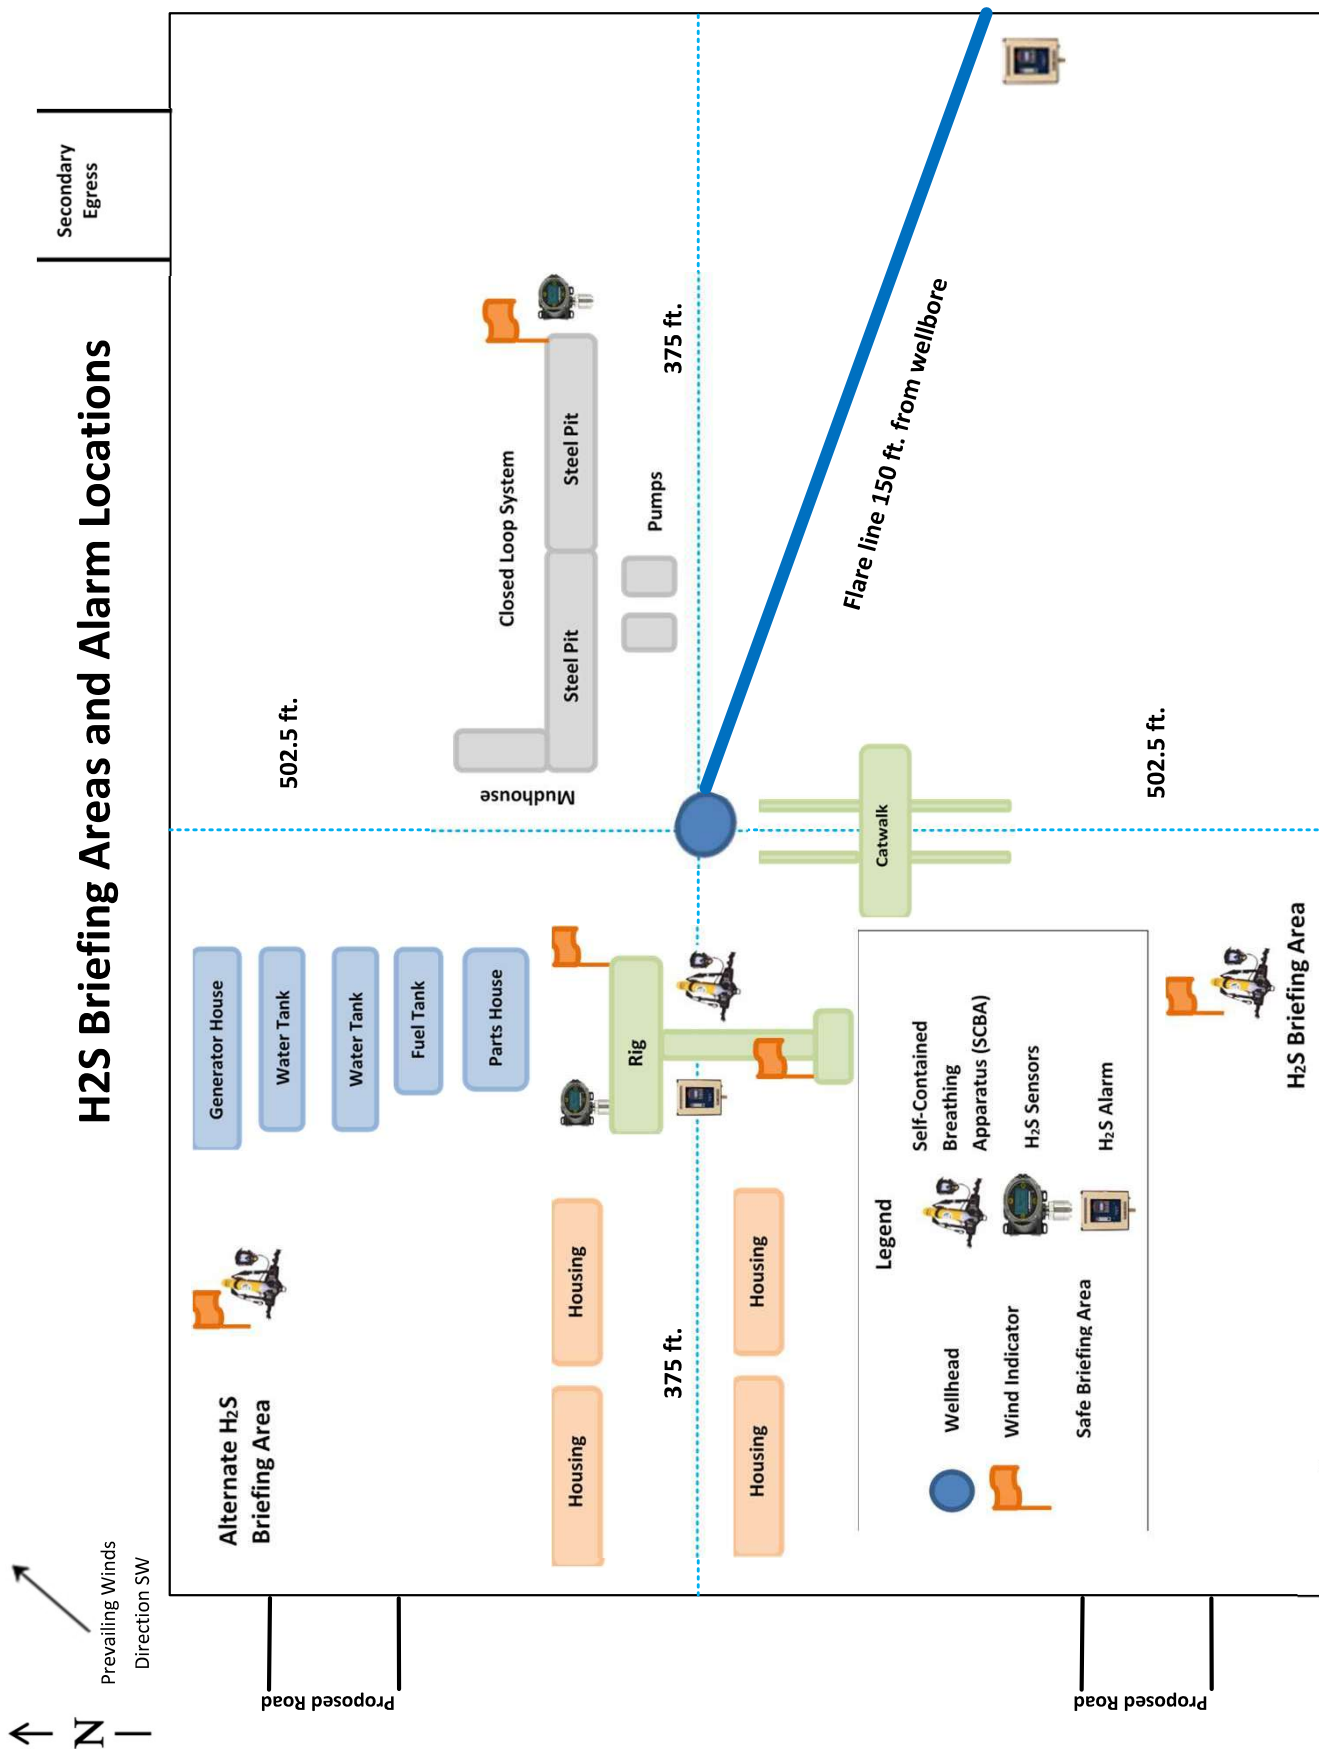 H2S Briefing Areas and Alarm Locations
N
Prevailing Winds
Direction SW
Secondary
Egress
Proposed Road
Proposed Road
Alternate H₂S
Briefing Area
Generator House
Water Tank
Water Tank
Fuel Tank
Parts House
502.5 ft.
Closed Loop System
Mudhouse
Steel Pit
Steel Pit
Pumps
375 ft.
Rig
Housing
Housing
375 ft.
Housing
Housing
Catwalk
Flare line 150 ft. from wellbore
502.5 ft.
Legend
Wellhead
Wind Indicator
Safe Briefing Area
Self-Contained
Breathing
Apparatus (SCBA)
H₂S Sensors
H₂S Alarm
H₂S Briefing Area